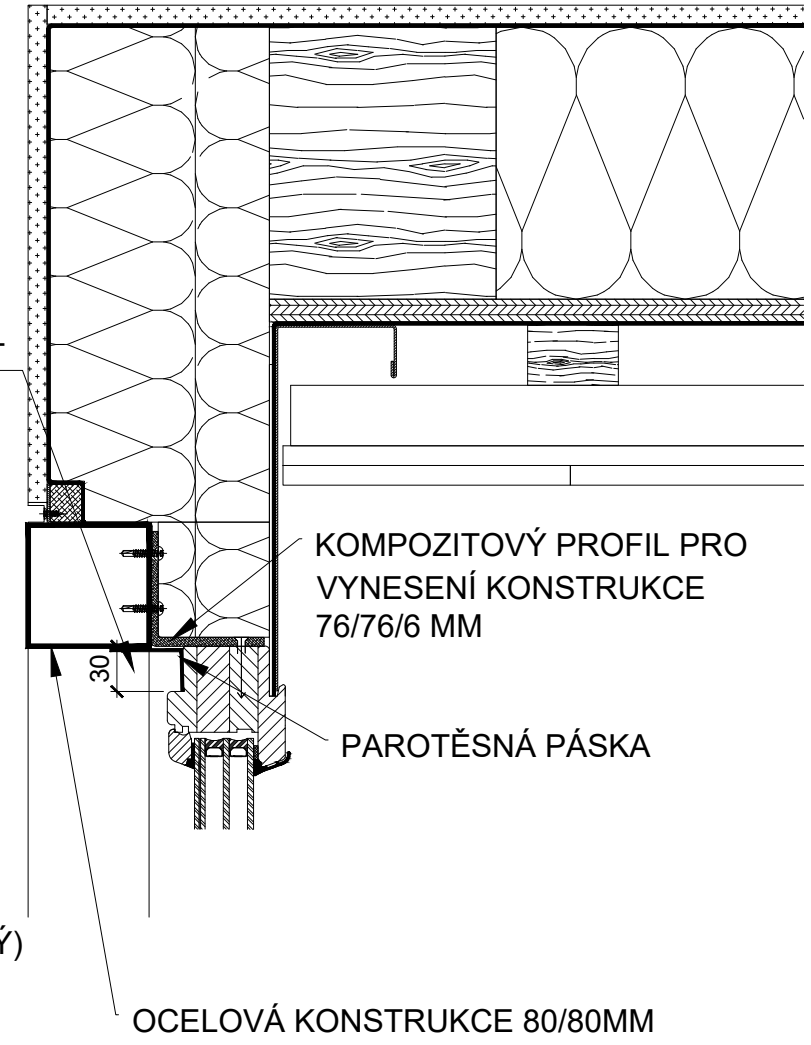 KOMPOZITOVÝ PROFIL PRO
VYNESENÍ KONSTRUKCE
76/76/6 MM
30
PAROTĚSNÁ PÁSKA
Ý)
OCELOVÁ KONSTRUKCE 80/80MM